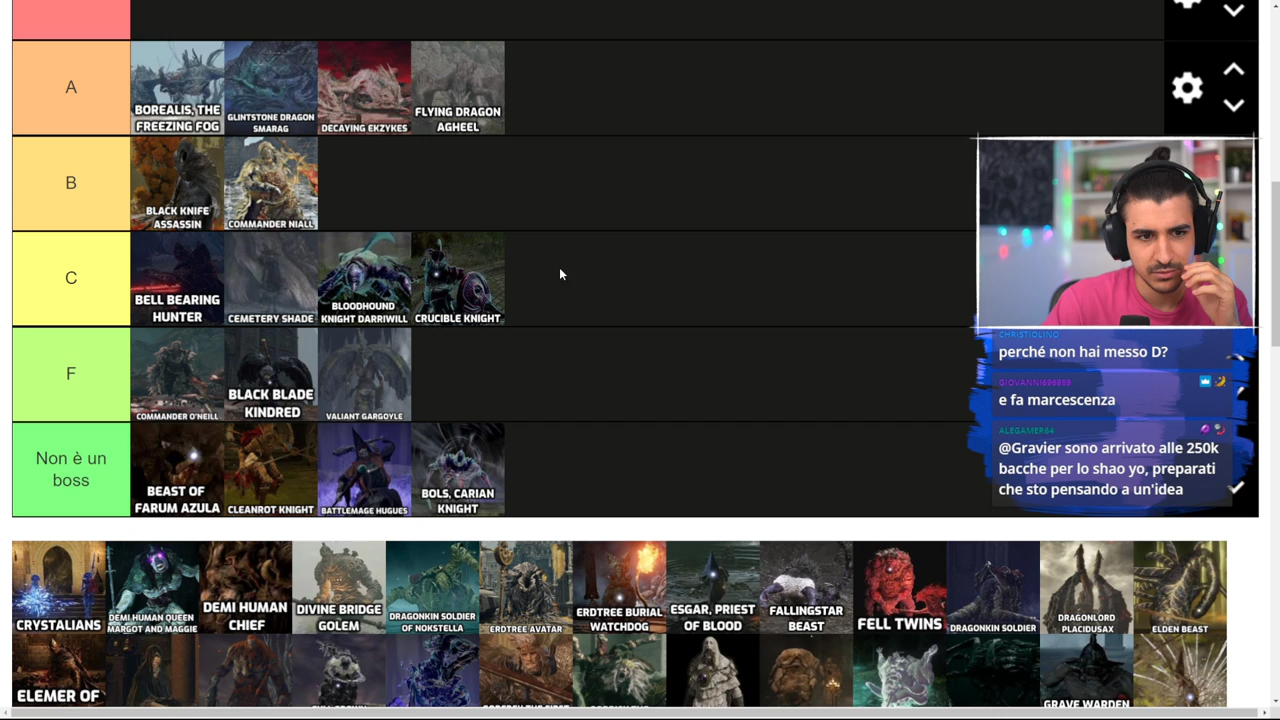 A
BOREALIS, THE
FREEZING FOG
GLINTSTONE DRAGON
SMARAG
DECAYING EKZYKES
FLYING DRAGON
AGHEEL
B
BLACK KNIFE
ASSASSIN
COMMANDER NIALL
C
BELL BEARING
HUNTER
CEMETERY SHADE
BLOODHOUND
KNIGHT DARRIWILL
CRUCIBLE KNIGHT
F
COMMANDER O'NEILL
BLACK BLADE
KINDRED
VALIANT GARGOYLE
Non è un
boss
BEAST OF
FARUM AZULA
CLEANROT KNIGHT
BATTLEMAGE HUGUES
BOLS, CARIAN
KNIGHT
CHRISTIOLINO
perché non hai messo D?
GIOVANNI696969
e fa marcescenza
ALEGAMER64
@Gravier sono arrivato alle 250k
bacche per lo shao yo, preparati
che sto pensando a un'idea
CRYSTALIANS
DEMI HUMAN QUEEN
MARGOT AND MAGGIE
DEMI HUMAN
CHIEF
DIVINE BRIDGE
GOLEM
DRAGONKIN SOLDIER
OF NOKSTELLA
ERDTREE AVATAR
ERDTREE BURIAL
WATCHDOG
ESGAR, PRIEST
OF BLOOD
FALLINGSTAR
BEAST
FELL TWINS
DRAGONKIN SOLDIER
DRAGONLORD
PLACIDUSAX
ELDEN BEAST
ELEMER OF
GRAVE WARDEN